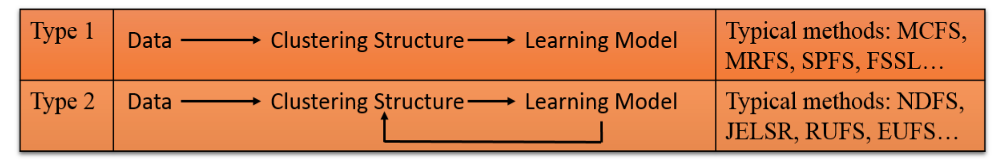 Type 1
Data
Clustering Structure
Learning Model
Typical methods: MCFS,
MRFS, SPFS, FSSL…
Type 2
Data
Clustering Structure
Learning Model
Typical methods: NDFS,
JELSR, RUFS, EUFS…